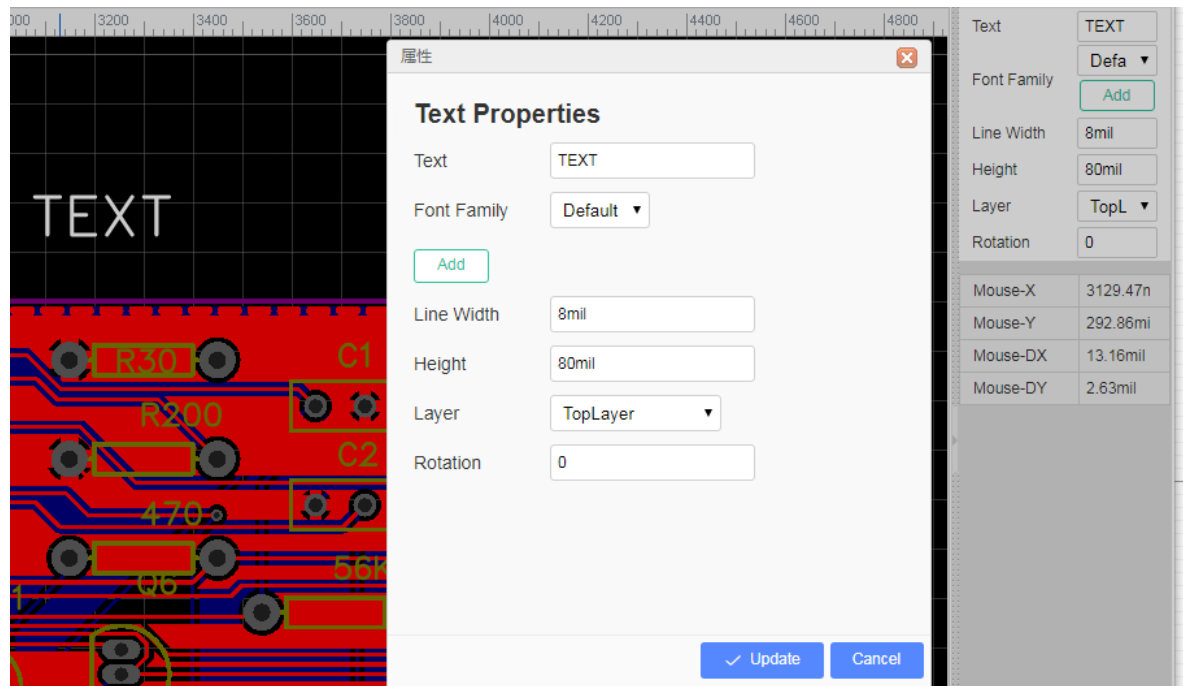 3200 3400 3600 3800 4000 4200 4400 4600 4800
属性
Text Properties
Text TEXT
Font Family Default
Add
Line Width 8mil
Height 80mil
Layer TopLayer
Rotation 0
Update Cancel
TEXT
R30
C1
R200
C2
470
56K
Q6
1
Text TEXT
Defa
Font Family
Add
Line Width 8mil
Height 80mil
Layer TopL
Rotation 0
Mouse-X 3129.47m
Mouse-Y 292.86mi
Mouse-DX 13.16mil
Mouse-DY 2.63mil